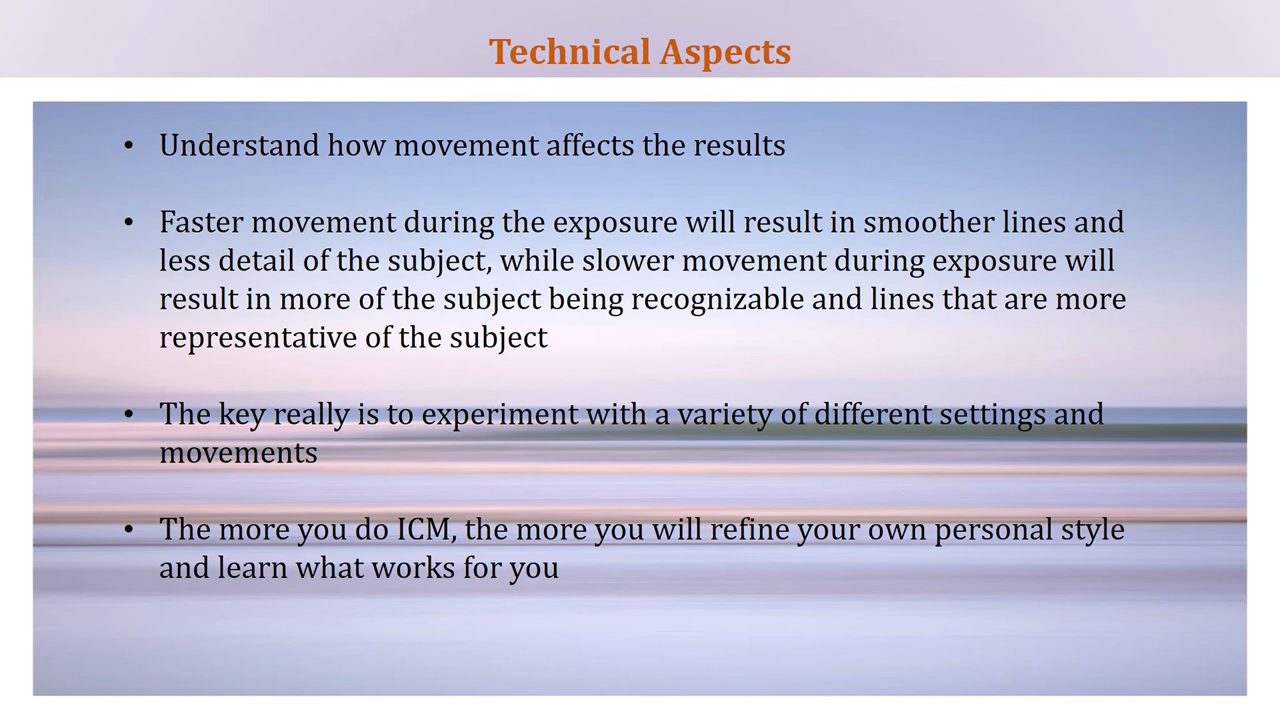 Technical Aspects
• Understand how movement affects the results
• Faster movement during the exposure will result in smoother lines and
less detail of the subject, while slower movement during exposure will
result in more of the subject being recognizable and lines that are more
representative of the subject
• The key really is to experiment with a variety of different settings and
movements
• The more you do ICM, the more you will refine your own personal style
and learn what works for you